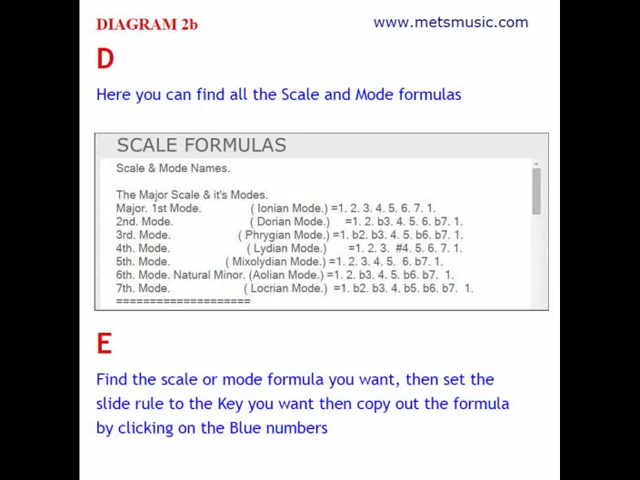 DIAGRAM 2b
www.metsmusic.com
D
Here you can find all the Scale and Mode formulas
SCALE FORMULAS
Scale & Mode Names.
The Major Scale & it's Modes.
Major. 1st Mode. ( Ionian Mode.) =1. 2. 3. 4. 5. 6. 7. 1.
2nd. Mode. ( Dorian Mode.) =1. 2. b3. 4. 5. 6. b7. 1.
3rd. Mode. ( Phrygian Mode.) =1. b2. b3. 4. 5. b6. b7. 1.
4th. Mode. ( Lydian Mode.) =1. 2. 3. #4. 5. 6. 7. 1.
5th. Mode. ( Mixolydian Mode.) =1. 2. 3. 4. 5. 6. b7. 1.
6th. Mode. Natural Minor. (Aolian Mode.) =1. 2. b3. 4. 5. b6. b7. 1.
7th. Mode. ( Locrian Mode.) =1. b2. b3. 4. b5. b6. b7. 1.
====================
E
Find the scale or mode formula you want, then set the
slide rule to the Key you want then copy out the formula
by clicking on the Blue numbers